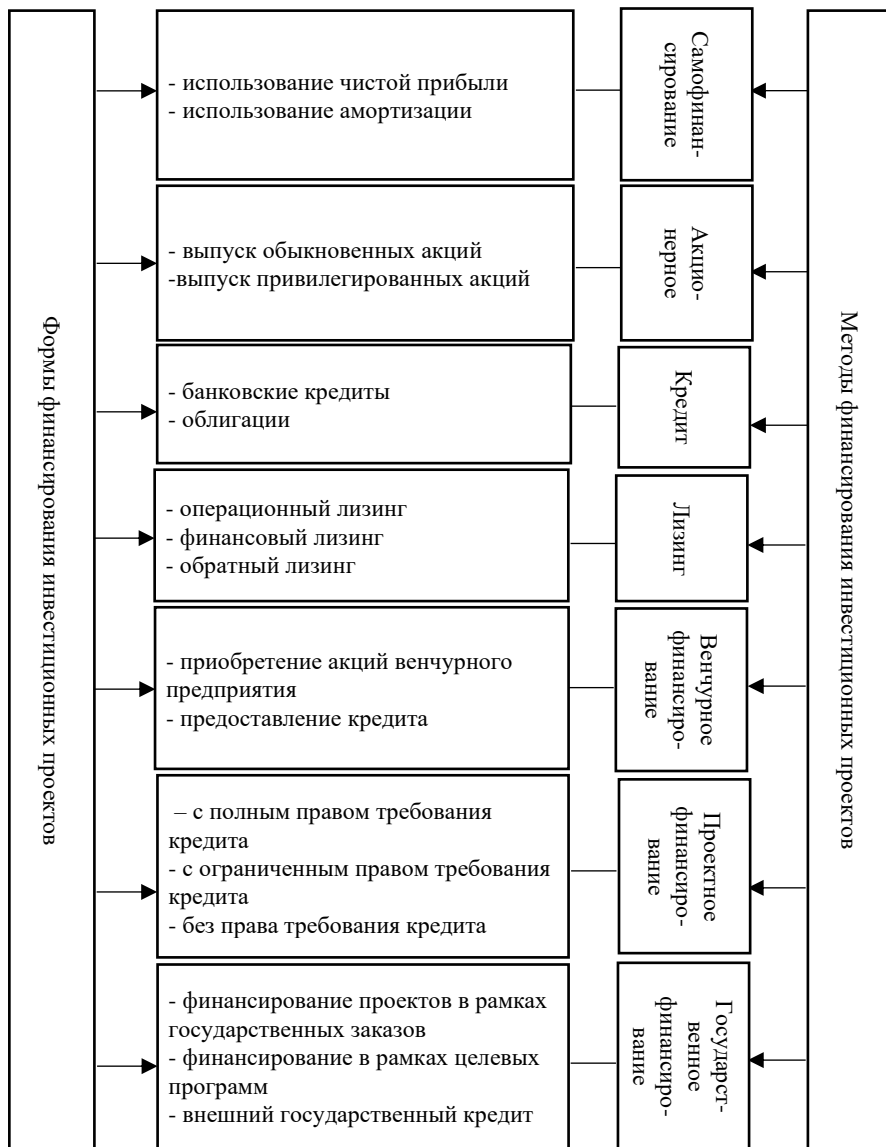 Формы финансирования инвестиционных проектов
- использование чистой прибыли
- использование амортизации
Самофинан-
сирование
- выпуск обыкновенных акций
-выпуск привилегированных акций
Акцио-
нерное
- банковские кредиты
- облигации
Кредит
- операционный лизинг
- финансовый лизинг
- обратный лизинг
Лизинг
- приобретение акций венчурного
предприятия
- предоставление кредита
Венчурное
финансиро-
вание
– с полным правом требования
кредита
- с ограниченным правом требования
кредита
- без права требования кредита
Проектное
финансиро-
вание
- финансирование проектов в рамках
государственных заказов
- финансирование в рамках целевых
программ
- внешний государственный кредит
Государст-
венное
финансиро-
вание
Методы финансирования инвестиционных проектов